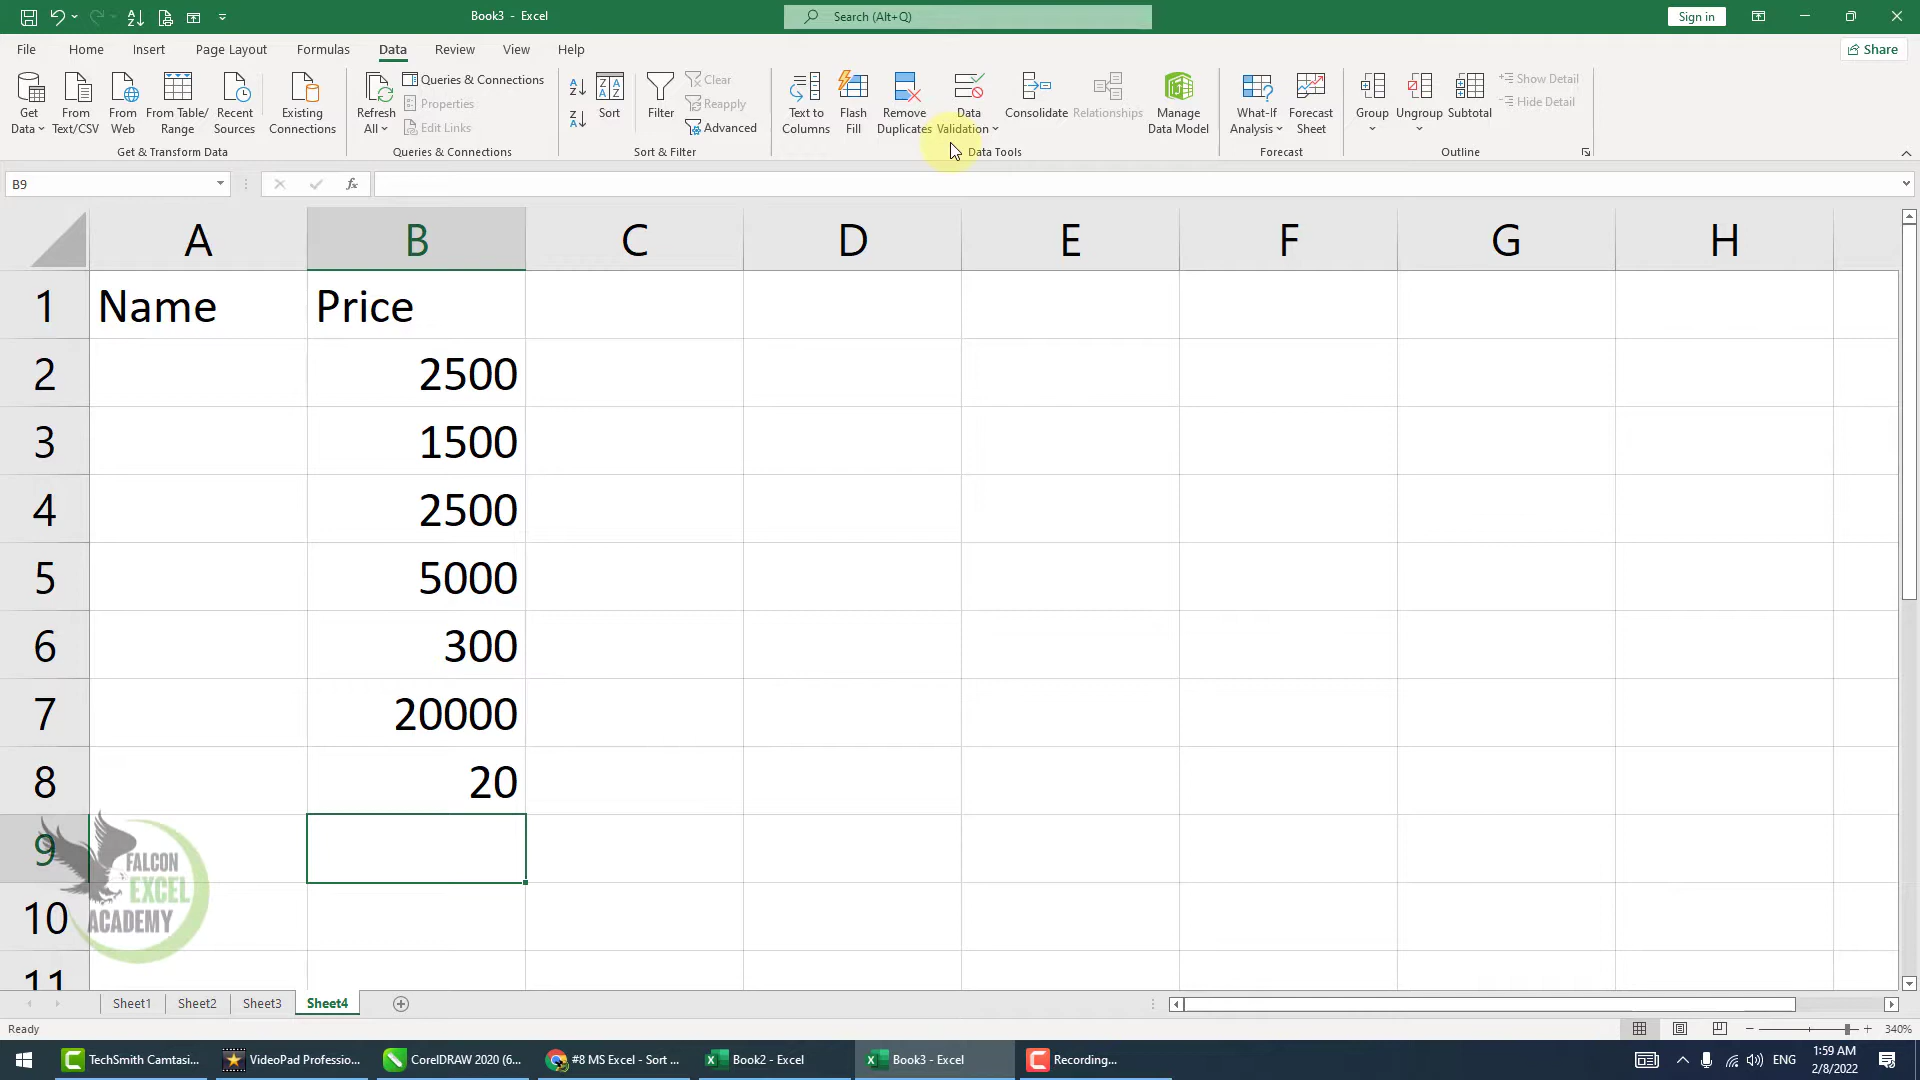 Book3 - Excel
Search (Alt+Q)
Sign in
File Home Insert Page Layout Formulas Data Review View Help
Share
Get Data
From Text/CSV
From Web
From Table/ Range
Recent Sources
Existing Connections
Get & Transform Data
Refresh All
Queries & Connections
Properties
Edit Links
Queries & Connections
Sort
Filter
Clear
Reapply
Advanced
Sort & Filter
Text to Columns
Flash Fill
Remove Duplicates
Data Validation
Consolidate
Relationships
Manage Data Model
Data Tools
What-If Analysis
Forecast Sheet
Forecast
Group
Ungroup
Subtotal
Show Detail
Hide Detail
Outline
B9
fx
A B C D E F G H
1 Name Price
2 2500
3 1500
4 2500
5 5000
6 300
7 20000
8 20
9
10
11
FALCON
EXCEL
ACADEMY
Sheet1 Sheet2 Sheet3 Sheet4
Ready
340%
TechSmith Camtasi...
VideoPad Professio...
CorelDRAW 2020 (6...
#8 MS Excel - Sort ...
Book2 - Excel
Book3 - Excel
Recording...
ENG
1:59 AM
2/8/2022